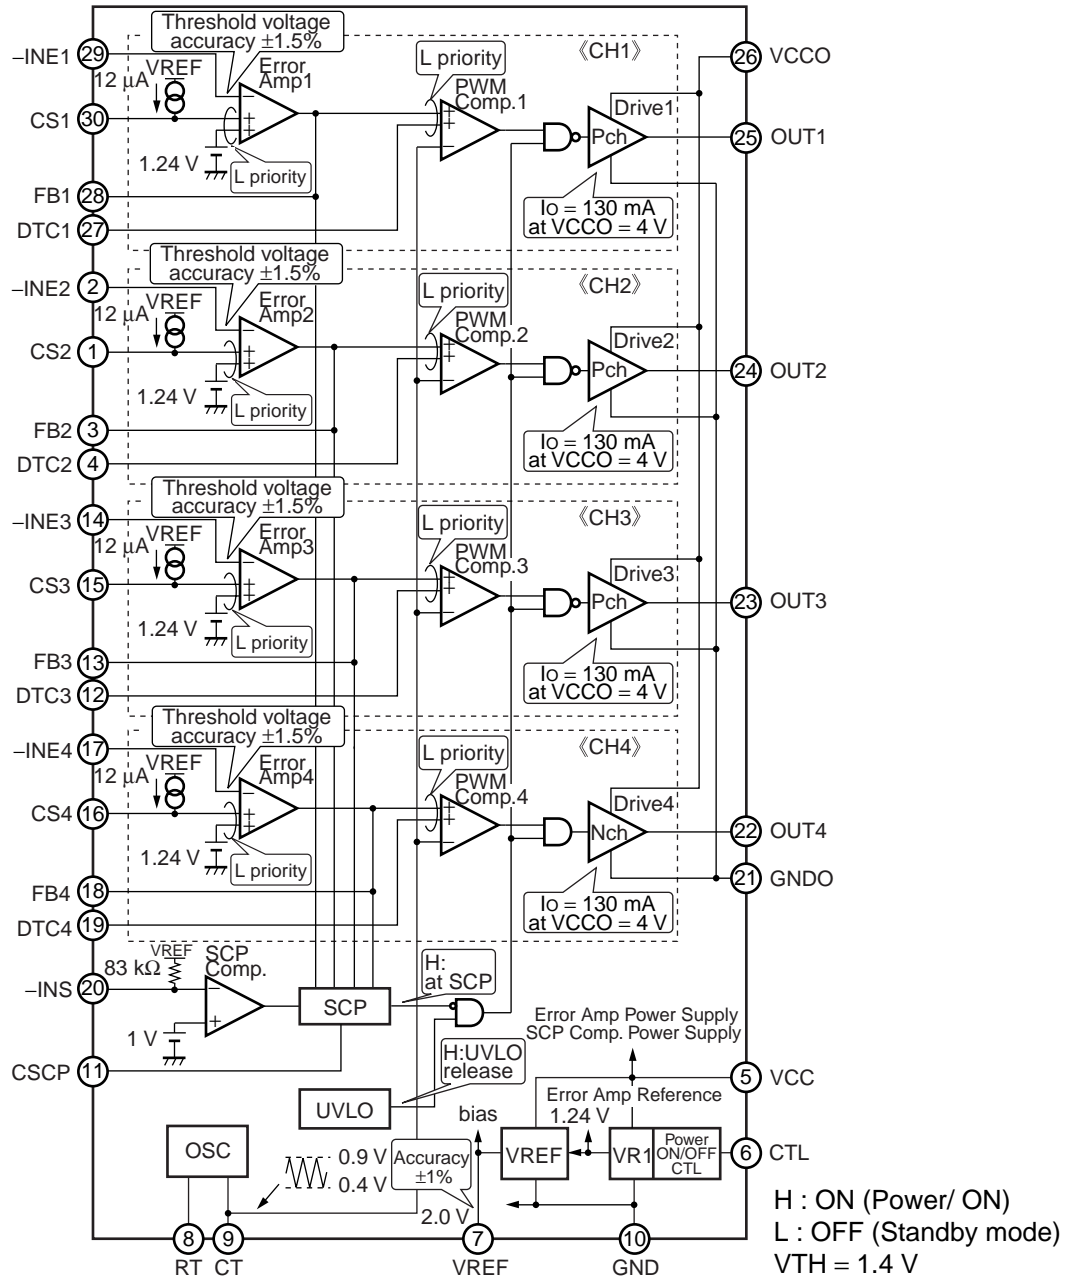 Threshold voltage
accuracy ±1.5%
L priority
《CH1》
26 VCCO
–INE1 29
VREF
12 μA
Error
Amp1
PWM
Comp.1
Drive1
CS1 30
–
+
+
+
+
–
Pch
25 OUT1
1.24 V
L priority
FB1 28
IO = 130 mA
at VCCO = 4 V
DTC1 27
Threshold voltage
accuracy ±1.5%
L priority
《CH2》
–INE2 2
VREF
12 μA
Error
Amp2
PWM
Comp.2
Drive2
CS2 1
–
+
+
+
+
–
Pch
24 OUT2
1.24 V
L priority
FB2 3
IO = 130 mA
at VCCO = 4 V
DTC2 4
Threshold voltage
accuracy ±1.5%
L priority
《CH3》
–INE3 14
VREF
12 μA
Error
Amp3
PWM
Comp.3
Drive3
CS3 15
–
+
+
+
+
–
Pch
23 OUT3
1.24 V
L priority
FB3 13
IO = 130 mA
at VCCO = 4 V
DTC3 12
Threshold voltage
accuracy ±1.5%
L priority
《CH4》
–INE4 17
VREF
12 μA
Error
Amp4
PWM
Comp.4
Drive4
CS4 16
–
+
+
+
+
–
Nch
22 OUT4
1.24 V
L priority
21 GNDO
FB4 18
IO = 130 mA
at VCCO = 4 V
DTC4 19
VREF
83 kΩ
SCP
Comp.
H:
at SCP
–INS 20
–
+
SCP
1 V
Error Amp Power Supply
SCP Comp. Power Supply
CSCP 11
H:UVLO
release
5 VCC
UVLO
bias
Error Amp Reference
1.24 V
OSC
0.9 V
0.4 V
Accuracy
±1%
VREF
VR1
Power
ON/OFF
CTL
6 CTL
2.0 V
H : ON (Power/ ON)
L : OFF (Standby mode)
VTH = 1.4 V
8 9 7 10
RT CT VREF GND